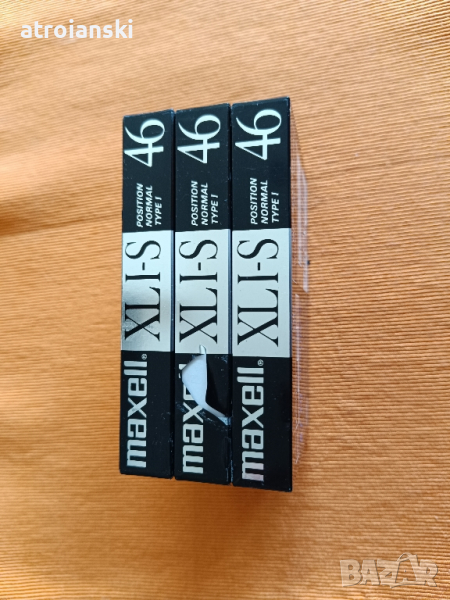 atroianski
maxell® XLI-S POSITION NORMAL TYPE I 46
maxell XLI-S POSITION NORMAL TYPE I 46
maxell® XLI-S POSITION NORMAL TYPE I 46
BAZAR